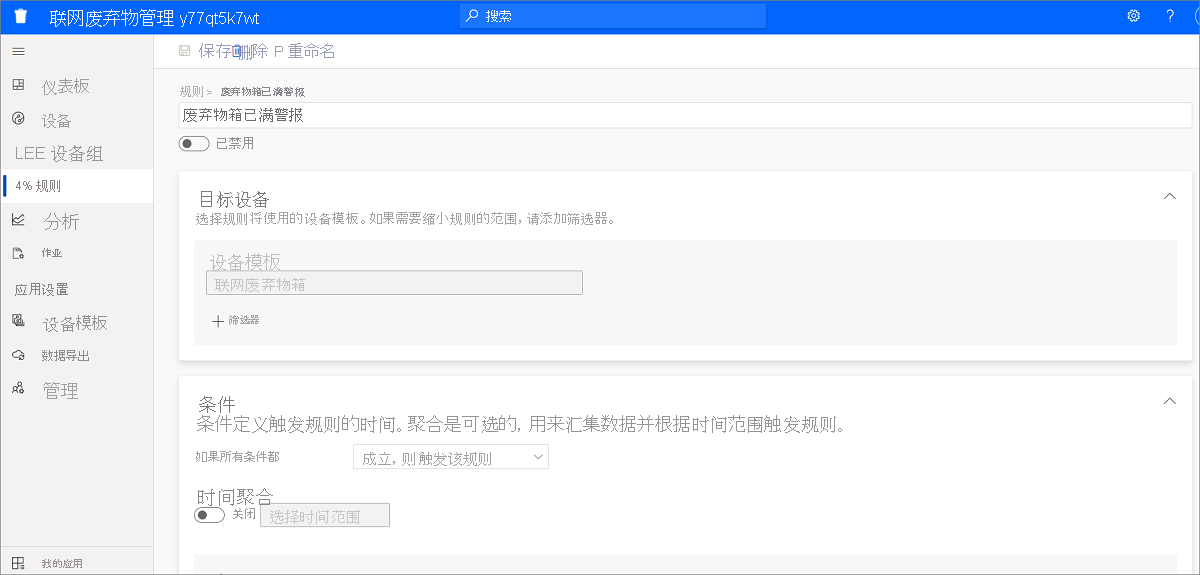 联网废弃物管理 y77qt5k7wt
搜索
保存 删除 P 重命名
仪表板
设备
LEE 设备组
4% 规则
分析
作业
应用设置
设备模板
数据导出
管理
我的应用
规则 > 废弃物箱已满警报
废弃物箱已满警报
已禁用
目标设备
选择规则将使用的设备模板。如果需要缩小规则的范围, 请添加筛选器。
设备模板
联网废弃物箱
筛选器
条件
条件定义触发规则的时间。聚合是可选的, 用来汇集数据并根据时间范围触发规则。
如果所有条件都 成立, 则触发该规则
时间聚合
关闭 选择时间范围